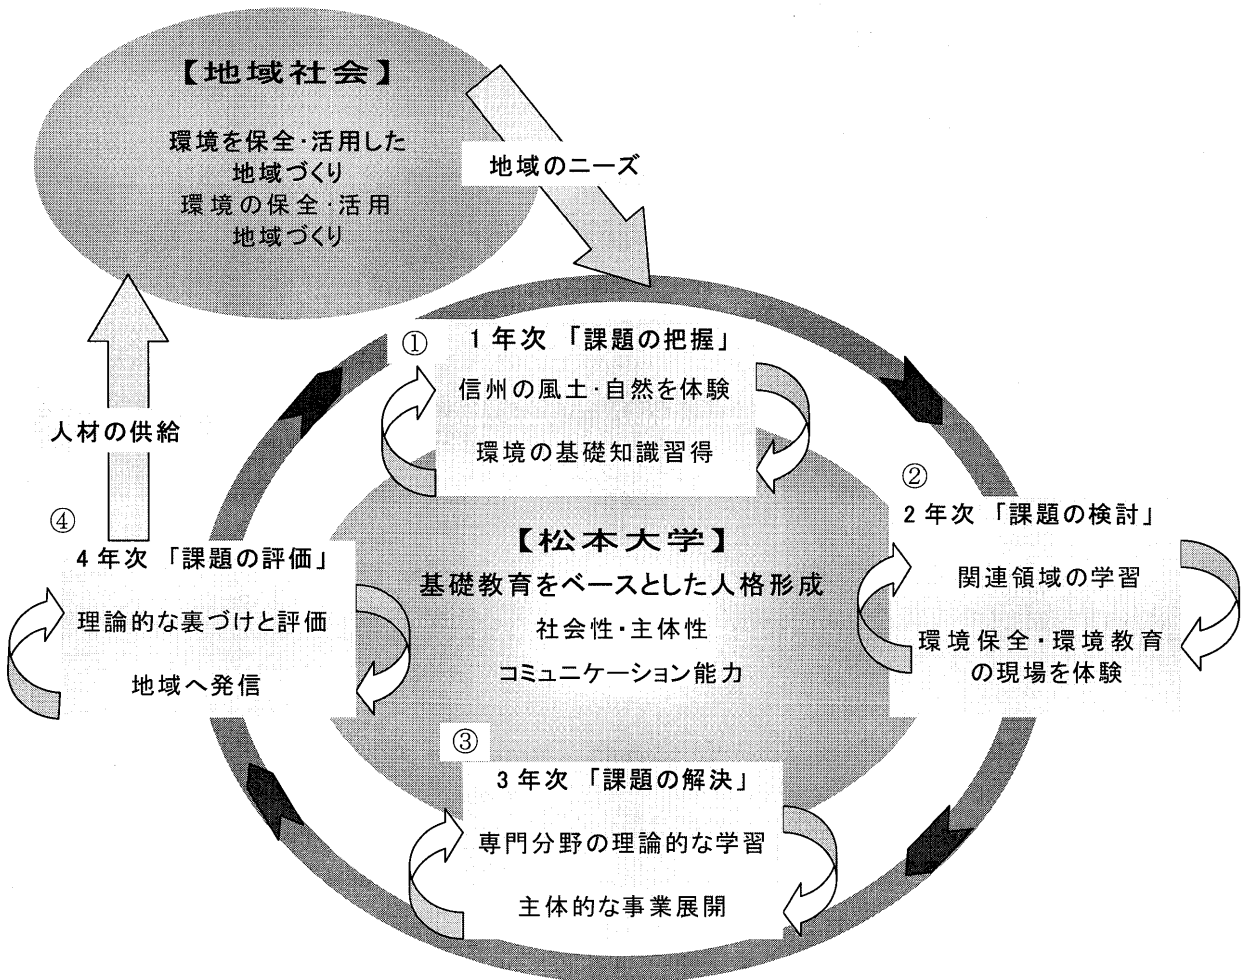 【地域社会】
環境を保全・活用した
地域づくり
環境の保全・活用
地域づくり
地域のニーズ
人材の供給
①
1年次「課題の把握」
信州の風土・自然を体験
環境の基礎知識習得
②
2年次「課題の検討」
関連領域の学習
環境保全・環境教育
の現場を体験
【松本大学】
基礎教育をベースとした人格形成
社会性・主体性
コミュニケーション能力
③
3年次「課題の解決」
専門分野の理論的な学習
主体的な事業展開
④
4年次「課題の評価」
理論的な裏づけと評価
地域へ発信